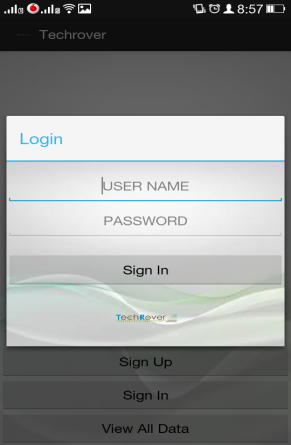 8:57
Techrover
Login
USER NAME
PASSWORD
Sign In
TechRover
Sign Up
Sign In
View All Data